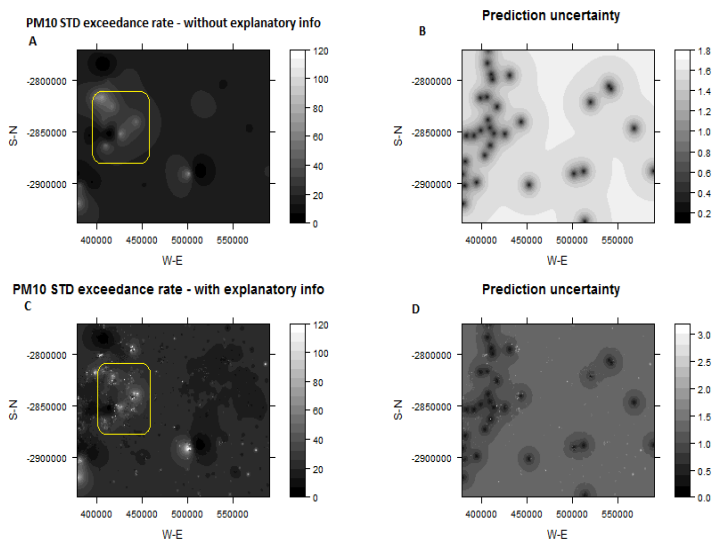 PM10 STD exceedance rate - without explanatory info
A
120
100
80
60
40
20
0
-2800000
-2850000
-2900000
S-N
400000 450000 500000 550000
W-E
Prediction uncertainty
B
1.8
1.6
1.4
1.2
1.0
0.8
0.6
0.4
0.2
-2800000
-2850000
-2900000
S-N
400000 450000 500000 550000
W-E
PM10 STD exceedance rate - with explanatory info
C
120
100
80
60
40
20
0
-2800000
-2850000
-2900000
S-N
400000 450000 500000 550000
W-E
Prediction uncertainty
D
3.0
2.5
2.0
1.5
1.0
0.5
0.0
-2800000
-2850000
-2900000
S-N
400000 450000 500000 550000
W-E